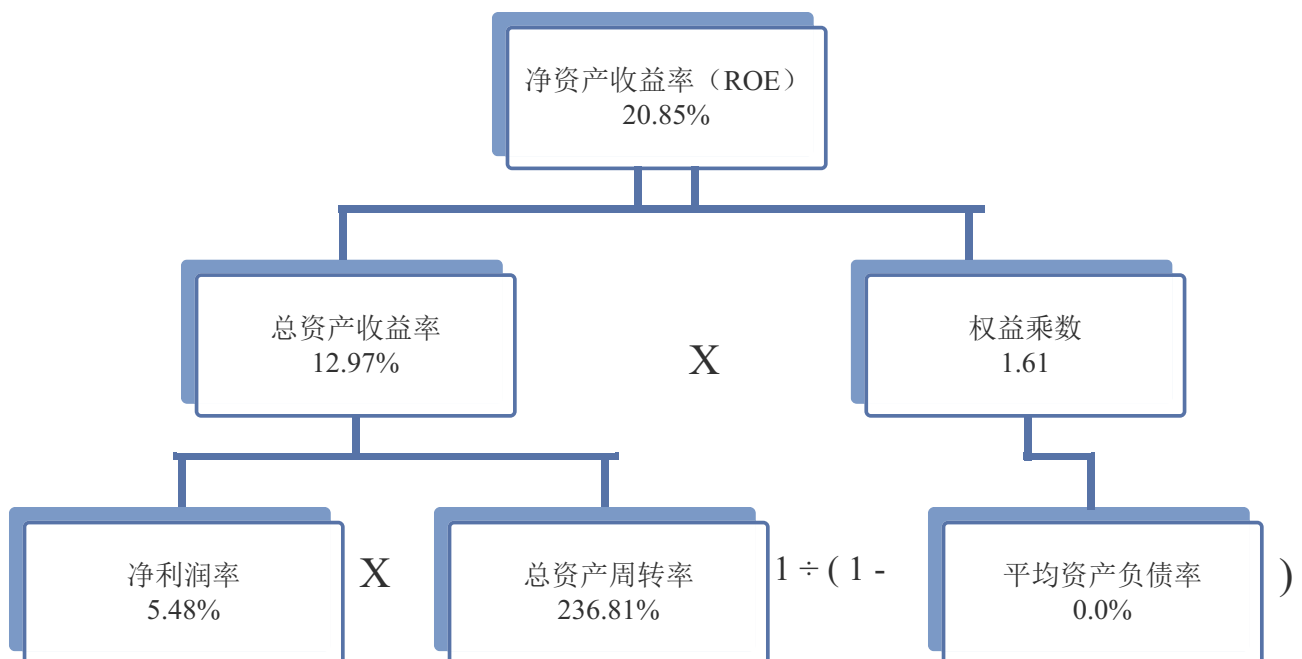 净资产收益率（ROE）
20.85%
总资产收益率
12.97%
X
权益乘数
1.61
净利润率
5.48%
X
总资产周转率
236.81%
1 ÷ ( 1 -
平均资产负债率
0.0%
)